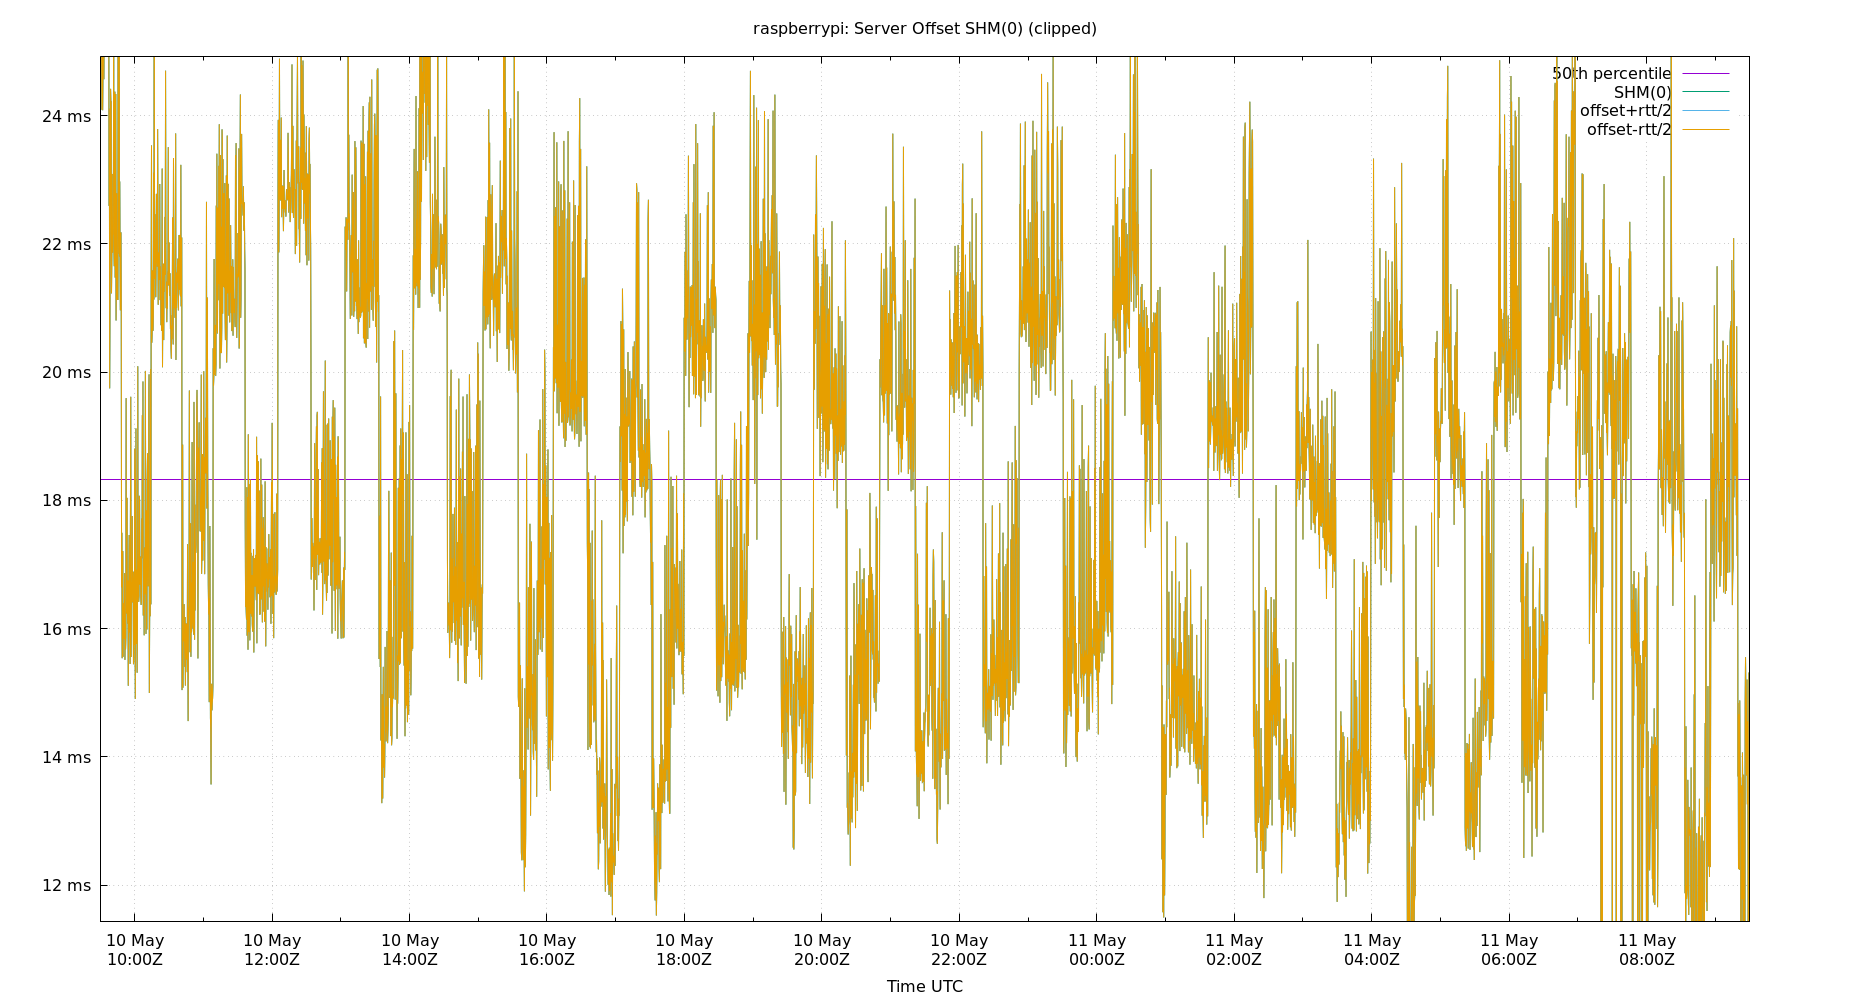 raspberrypi: Server Offset SHM(0) (clipped)
50th percentile
SHM(0)
offset+rtt/2
offset-rtt/2
24 ms
22 ms
20 ms
18 ms
16 ms
14 ms
12 ms
10 May 10 May 10 May 10 May 10 May 10 May 10 May 11 May 11 May 11 May 11 May 11 May
10:00Z 12:00Z 14:00Z 16:00Z 18:00Z 20:00Z 22:00Z 00:00Z 02:00Z 04:00Z 06:00Z 08:00Z
Time UTC